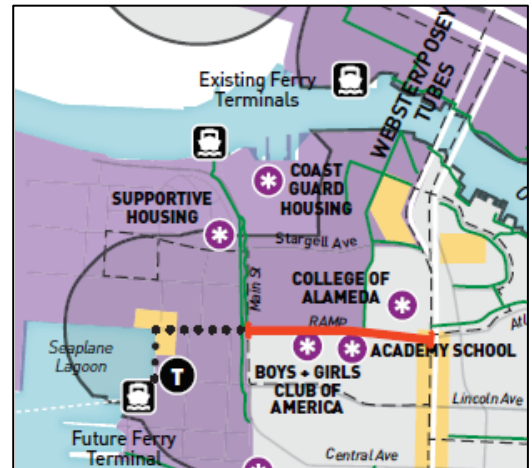 Existing Ferry
Terminals
WEBSTER/POSEY
TUBES
COAST
GUARD
HOUSING
SUPPORTIVE
HOUSING
Stargell Ave
Main St
COLLEGE OF
ALAMEDA
RAMP
Atl
Seaplane
Lagoon
T
BOYS + GIRLS
CLUB OF
AMERICA
ACADEMY SCHOOL
Lincoln Ave
Future Ferry
Terminal
Central Ave